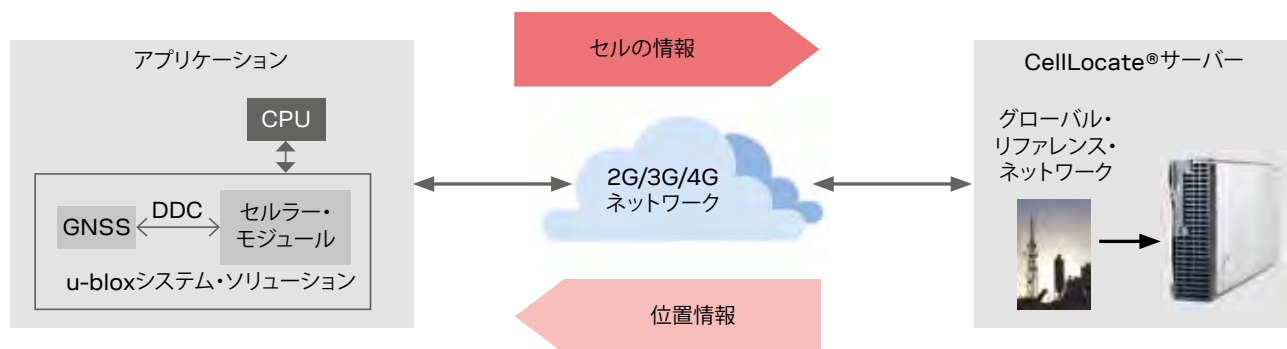 アプリケーション
CPU
GNSS
DDC
セルラー・
モジュール
u-bloxシステム・ソリューション
セルの情報
2G/3G/4G
ネットワーク
位置情報
CellLocate®サーバー
グローバル・
リファレンス・
ネットワーク